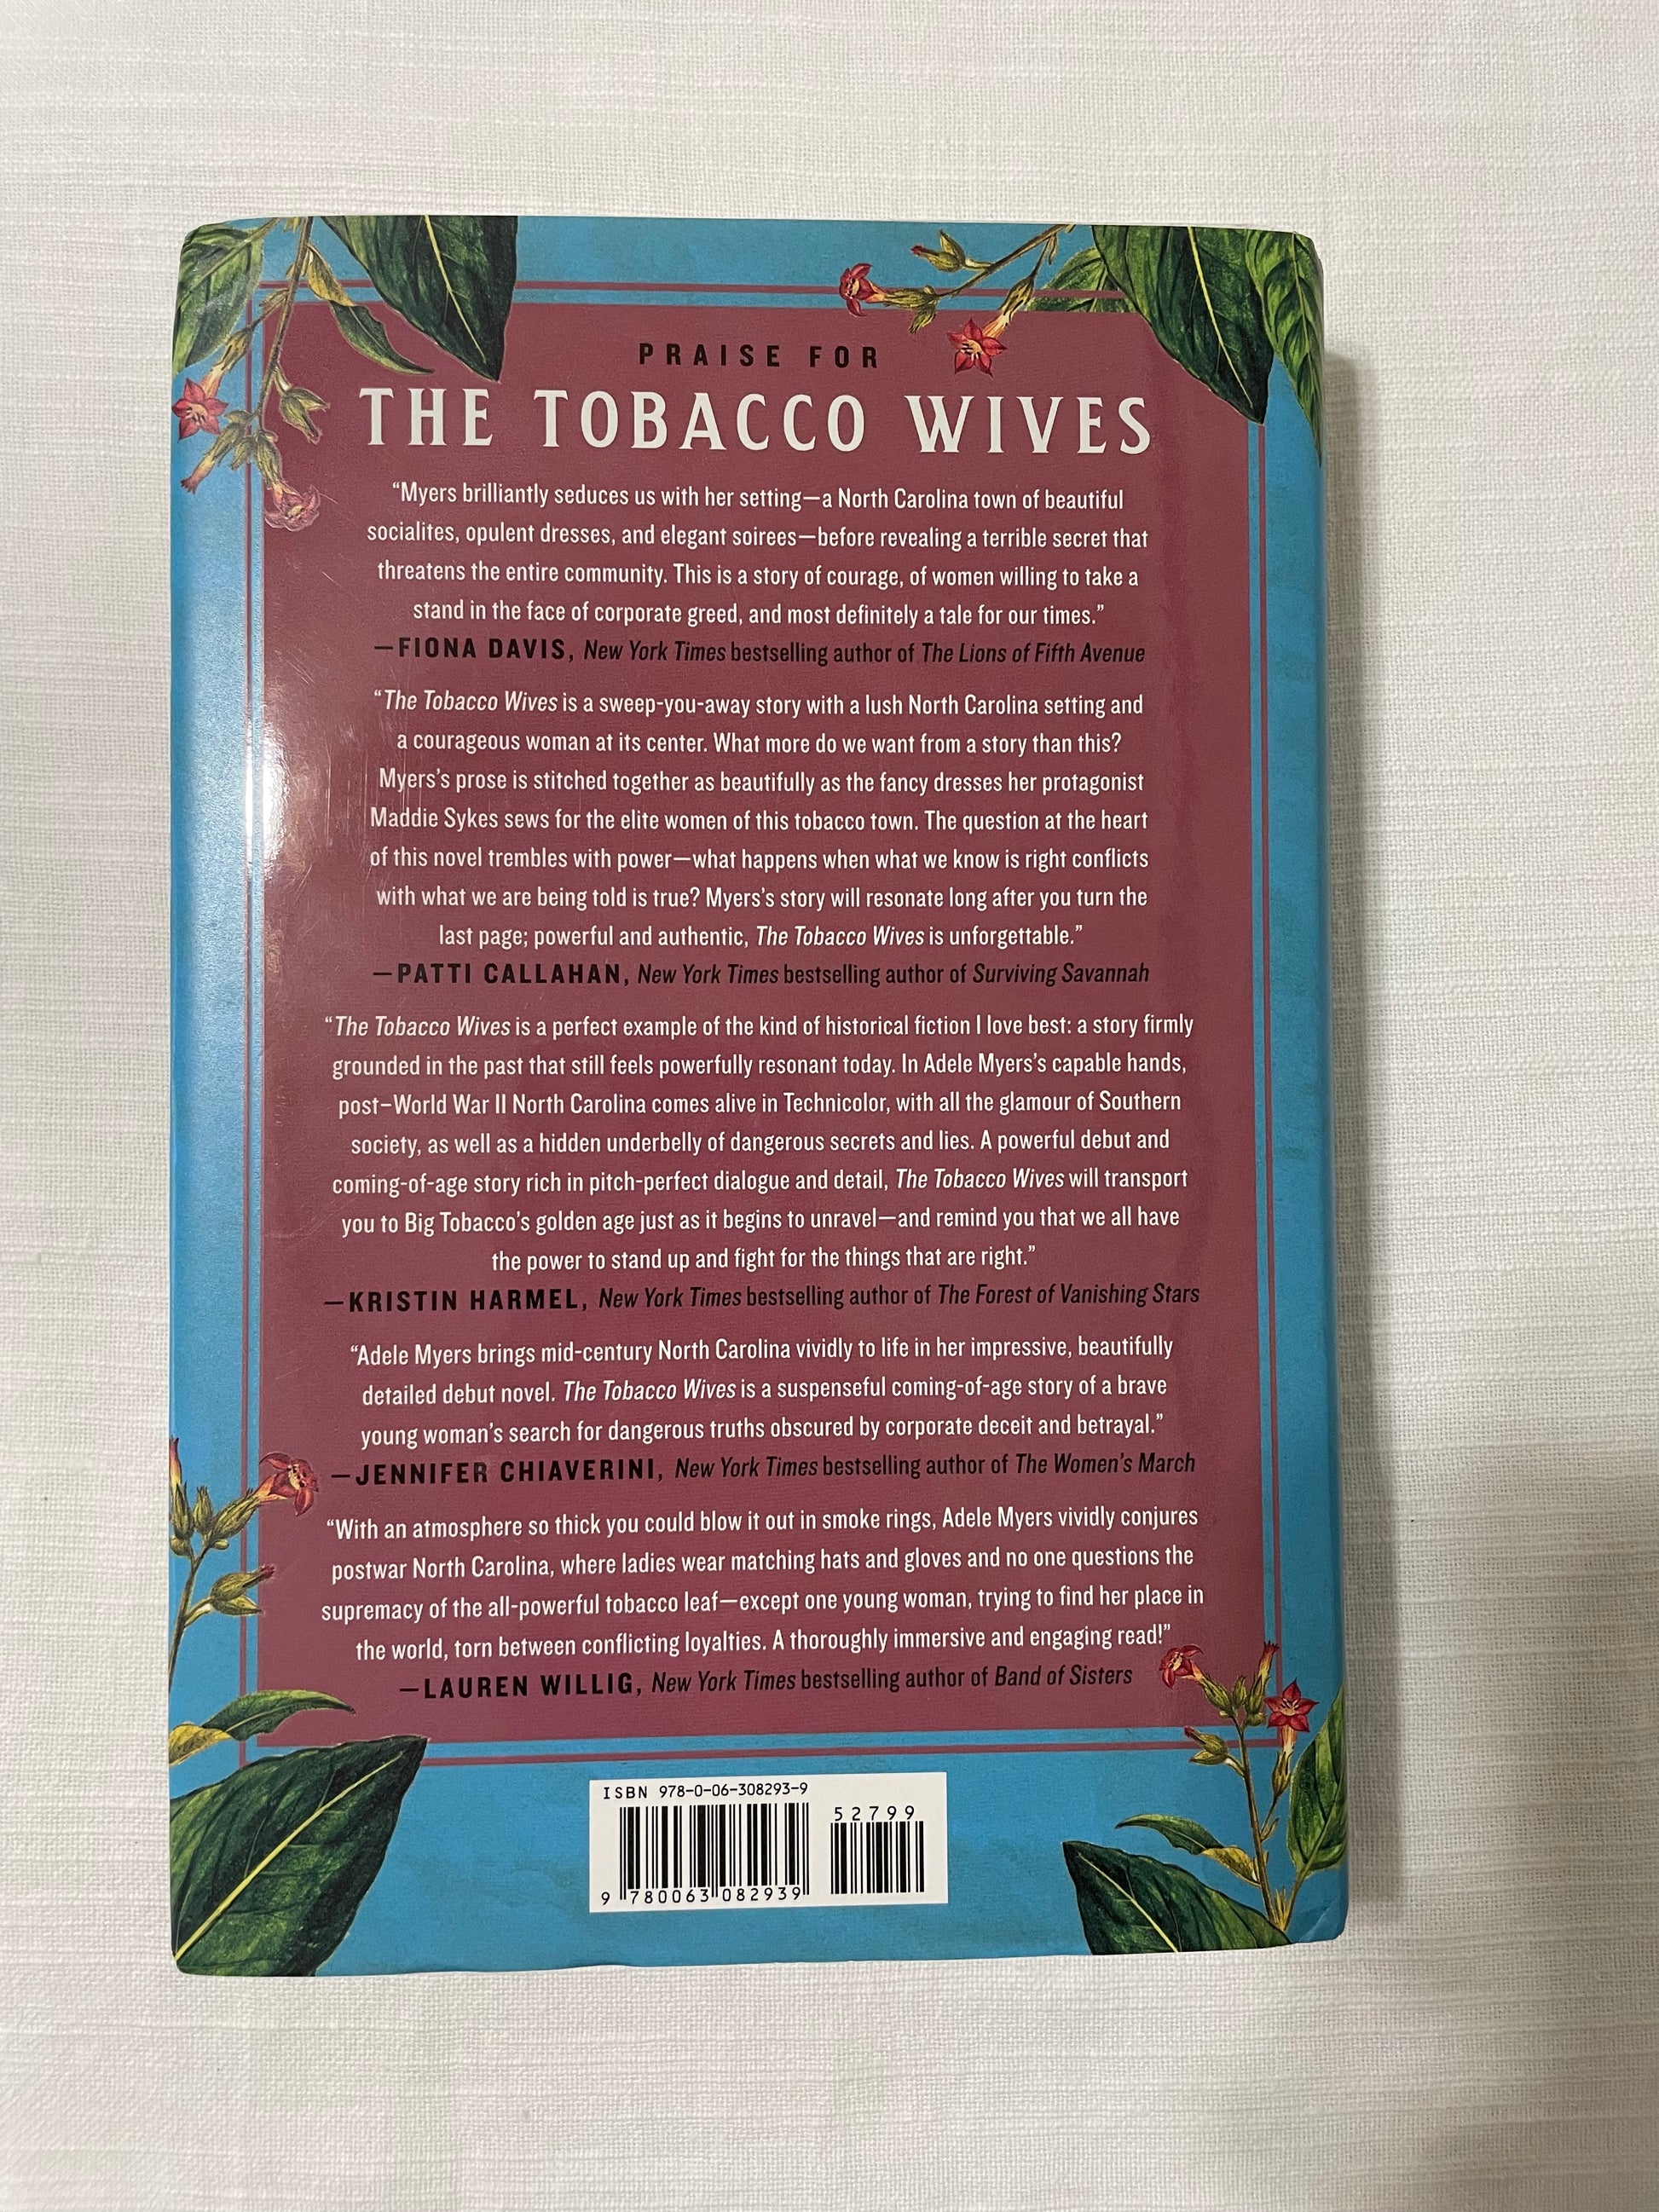 PRAISE FOR
THE TOBACCO WIVES
“Myers brilliantly seduces us with her setting—a North Carolina town of beautiful
socialites, opulent dresses, and elegant soirees—before revealing a terrible secret that
threatens the entire community. This is a story of courage, of women willing to take a
stand in the face of corporate greed, and most definitely a tale for our times.”
—FIONA DAVIS, New York Times bestselling author of The Lions of Fifth Avenue
“The Tobacco Wives is a sweep-you-away story with a lush North Carolina setting and
a courageous woman at its center. What more do we want from a story than this?
Myers’s prose is stitched together as beautifully as the fancy dresses her protagonist
Maddie Sykes sews for the elite women of this tobacco town. The question at the heart
of this novel trembles with power—what happens when what we know is right conflicts
with what we are being told is true? Myers’s story will resonate long after you turn the
last page; powerful and authentic, The Tobacco Wives is unforgettable.”
—PATTI CALLAHAN, New York Times bestselling author of Surviving Savannah
“The Tobacco Wives is a perfect example of the kind of historical fiction I love best: a story firmly
grounded in the past that still feels powerfully resonant today. In Adele Myers’s capable hands,
post–World War II North Carolina comes alive in Technicolor, with all the glamour of Southern
society, as well as a hidden underbelly of dangerous secrets and lies. A powerful debut and
coming-of-age story rich in pitch-perfect dialogue and detail, The Tobacco Wives will transport
you to Big Tobacco’s golden age just as it begins to unravel—and remind you that we all have
the power to stand up and fight for the things that are right.”
—KRISTIN HARMEL, New York Times bestselling author of The Forest of Vanishing Stars
“Adele Myers brings mid-century North Carolina vividly to life in her impressive, beautifully
detailed debut novel. The Tobacco Wives is a suspenseful coming-of-age story of a brave
young woman’s search for dangerous truths obscured by corporate deceit and betrayal.”
—JENNIFER CHIAVERINI, New York Times bestselling author of The Women’s March
“With an atmosphere so thick you could blow it out in smoke rings, Adele Myers vividly conjures
postwar North Carolina, where ladies wear matching hats and gloves and no one questions the
supremacy of the all-powerful tobacco leaf—except one young woman, trying to find her place in
the world, torn between conflicting loyalties. A thoroughly immersive and engaging read!”
—LAUREN WILLIG, New York Times bestselling author of Band of Sisters
ISBN 978-0-06-308293-9
52799
9 780063 082939